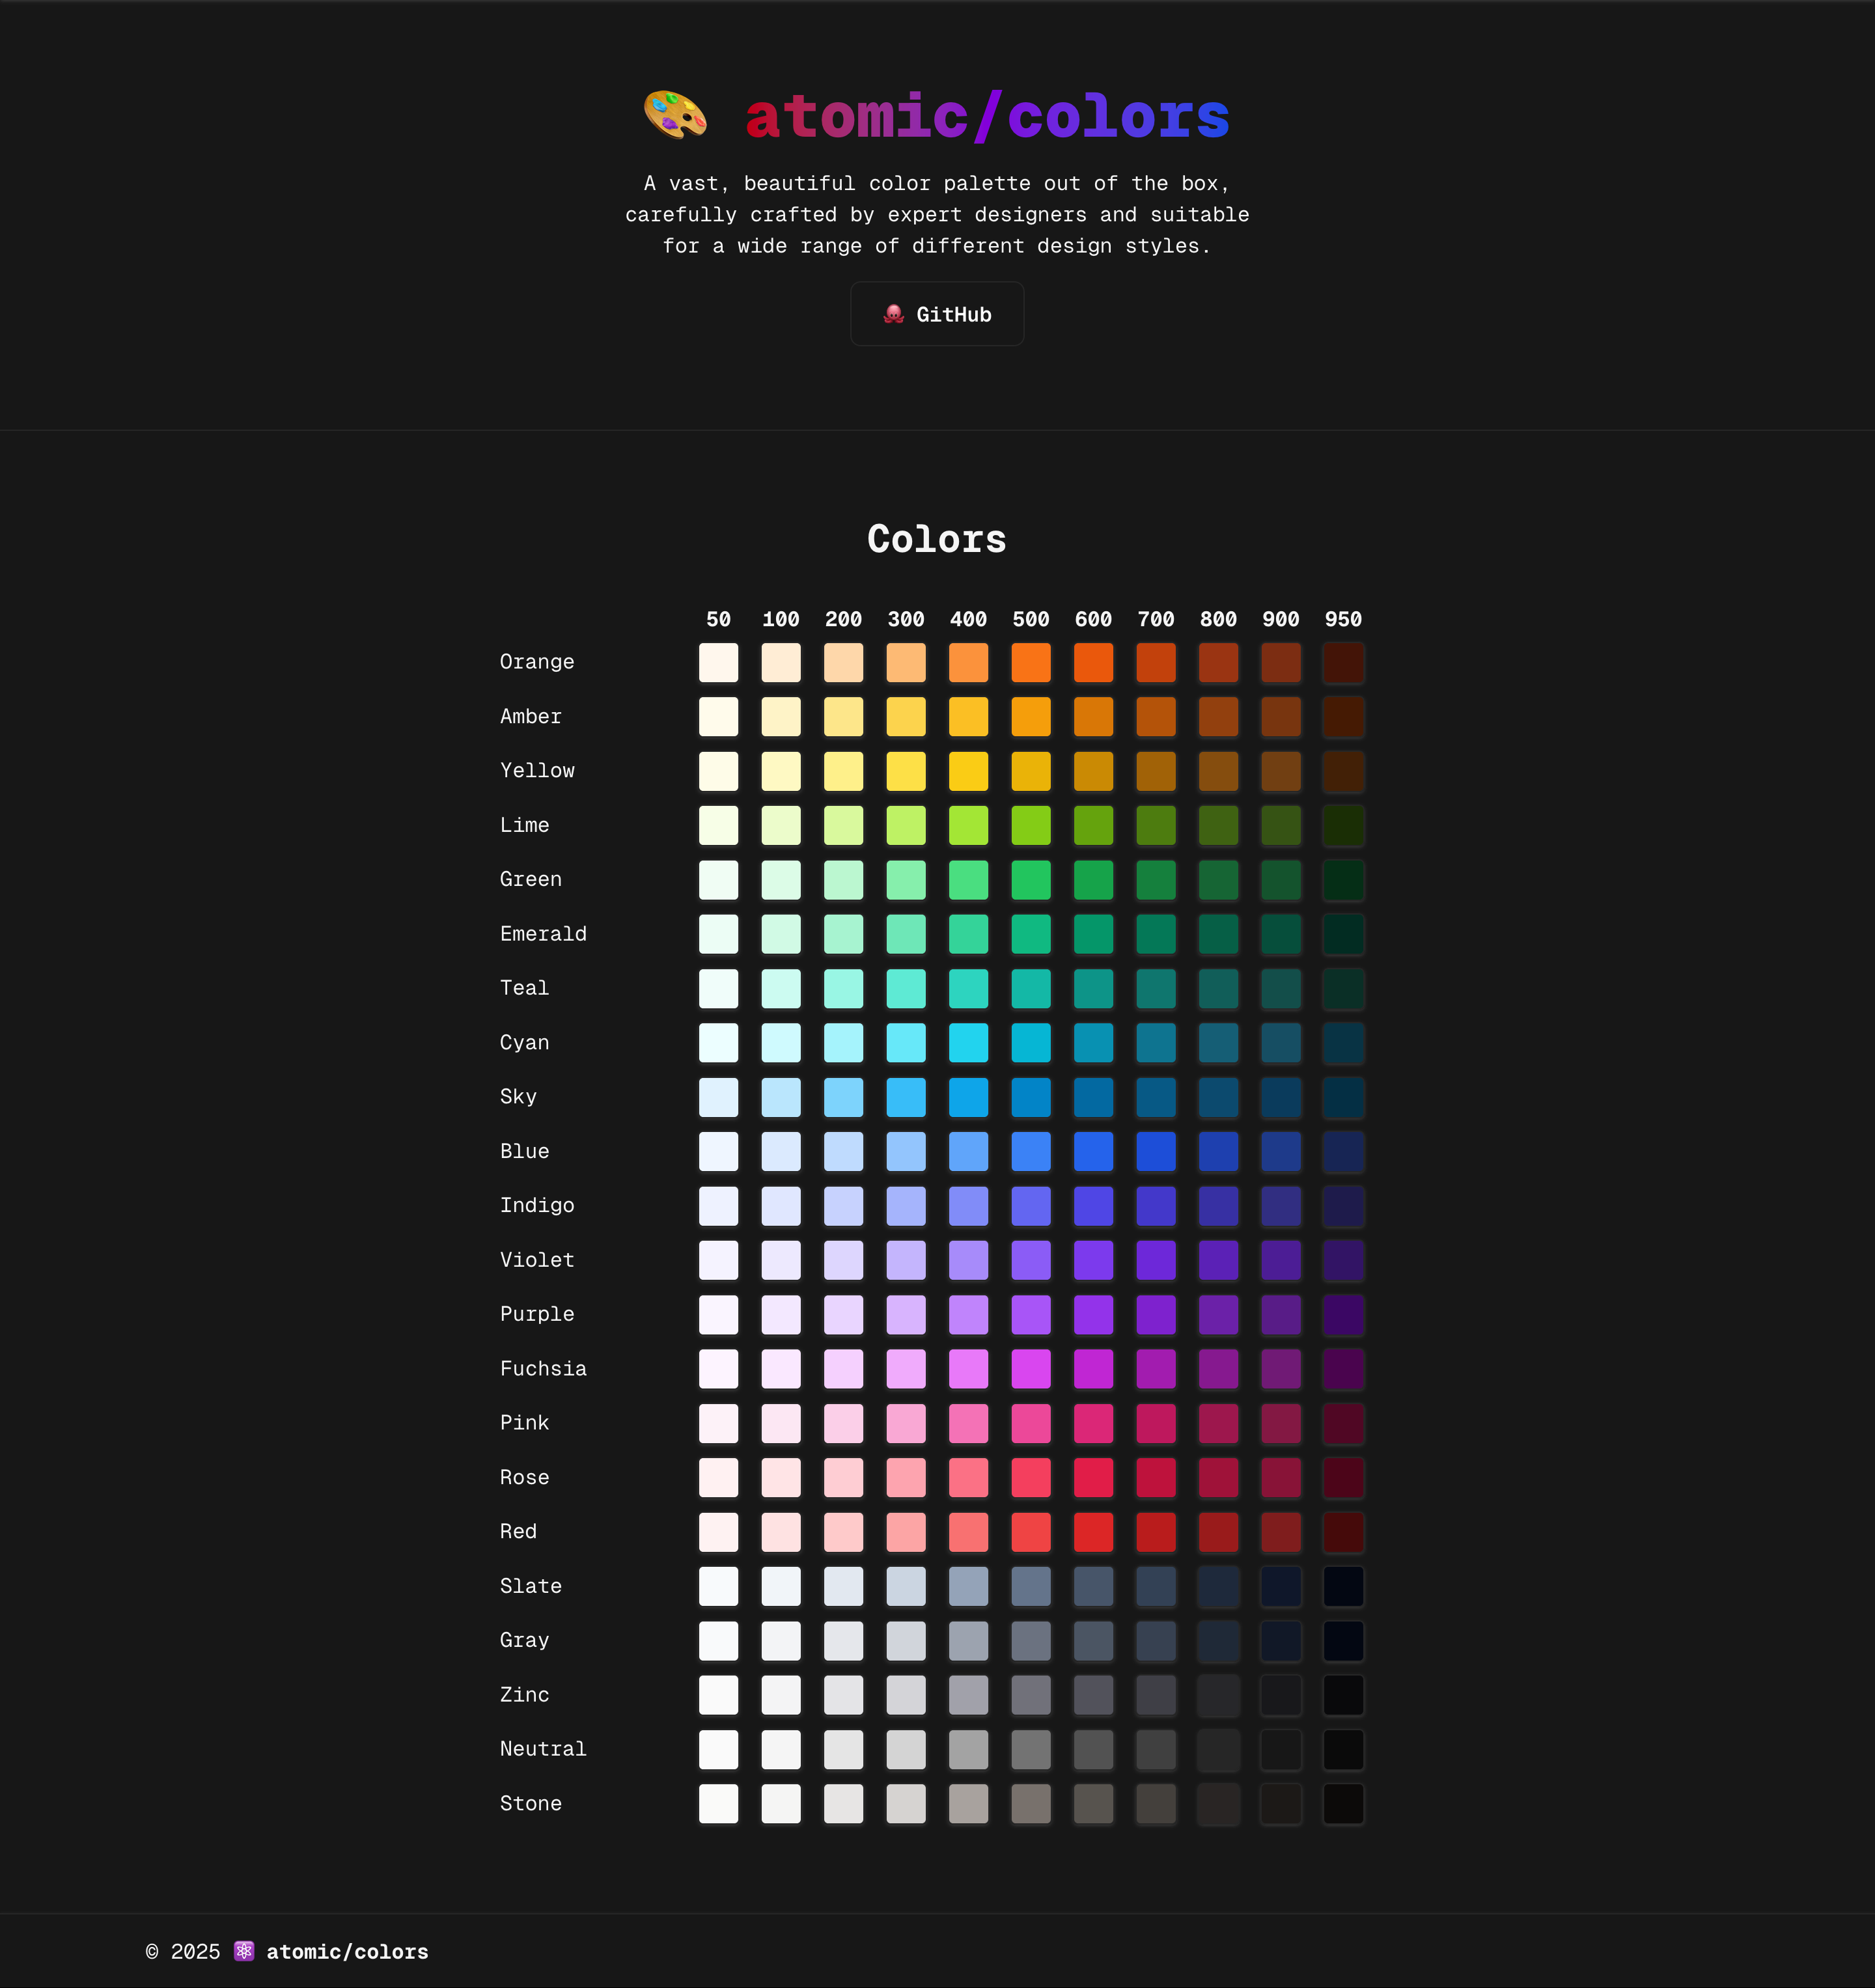 atomic/colors
A vast, beautiful color palette out of the box,
carefully crafted by expert designers and suitable
for a wide range of different design styles.
GitHub
Colors
50 100 200 300 400 500 600 700 800 900 950
Orange
Amber
Yellow
Lime
Green
Emerald
Teal
Cyan
Sky
Blue
Indigo
Violet
Purple
Fuchsia
Pink
Rose
Red
Slate
Gray
Zinc
Neutral
Stone
© 2025 atomic/colors